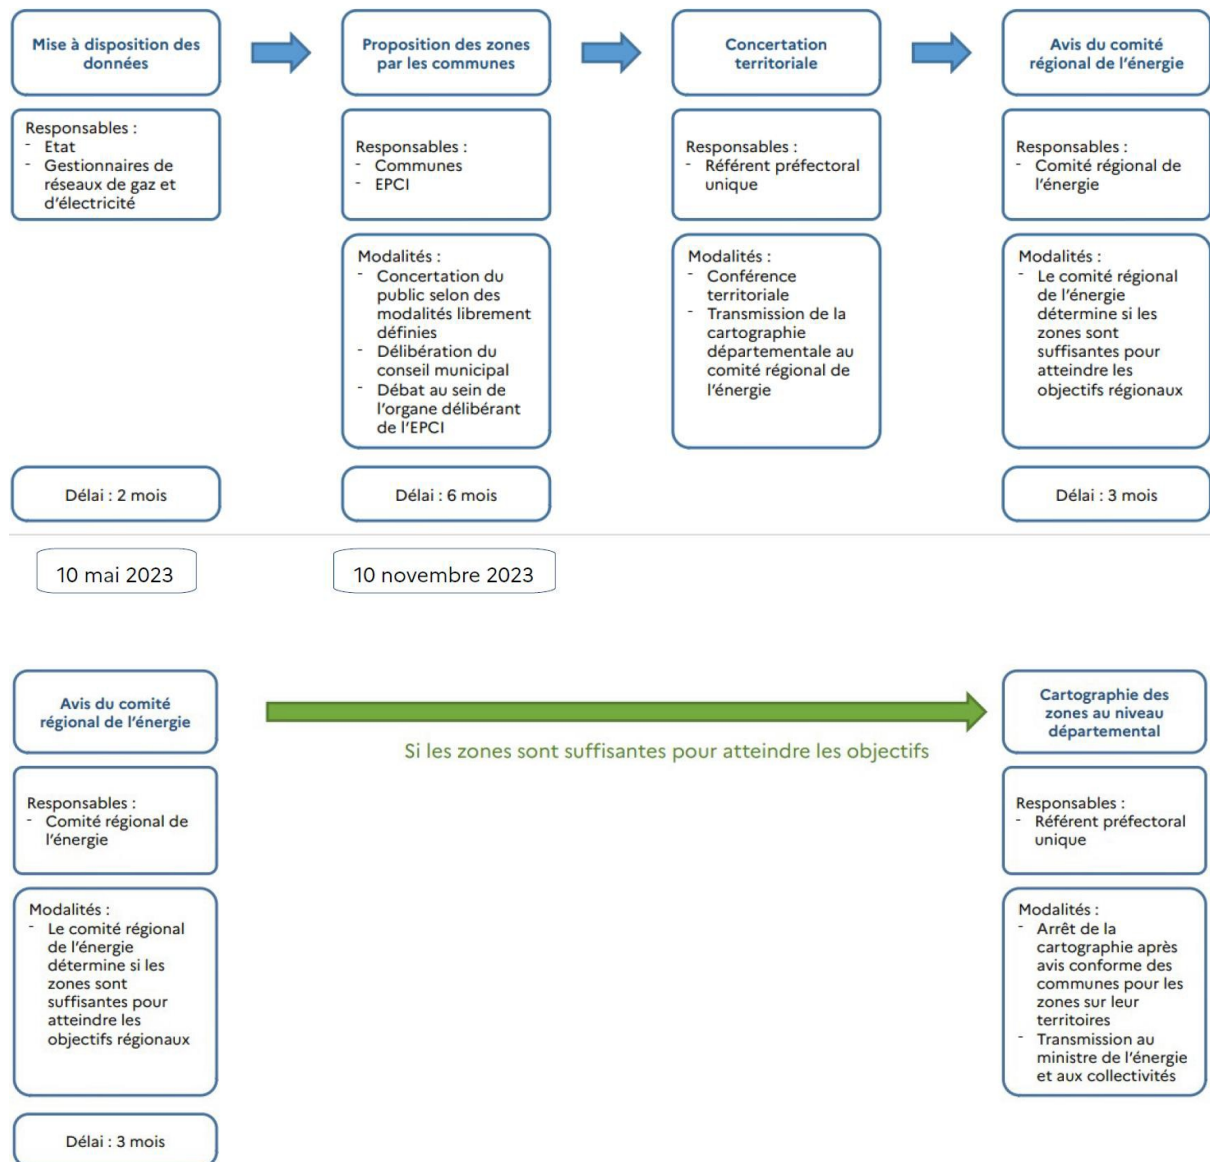 Mise à disposition des
données
Proposition des zones
par les communes
Concertation
territoriale
Avis du comité
régional de l'énergie
Responsables :
- Etat
- Gestionnaires de
réseaux de gaz et
d'électricité
Responsables :
- Communes
- EPCI
Responsables :
- Référent préfectoral
unique
Responsables :
- Comité régional de
l'énergie
Modalités :
- Concertation du
public selon des
modalités librement
définies
- Délibération du
conseil municipal
- Débat au sein de
l'organe délibérant
de l'EPCI
Modalités :
- Conférence
territoriale
- Transmission de la
cartographie
départementale au
comité régional de
l'énergie
Modalités :
- Le comité régional
de l'énergie
détermine si les
zones sont
suffisantes pour
atteindre les
objectifs régionaux
Délai : 2 mois
Délai : 6 mois
Délai : 3 mois
10 mai 2023
10 novembre 2023
Avis du comité
régional de l'énergie
Si les zones sont suffisantes pour atteindre les objectifs
Cartographie des
zones au niveau
départemental
Responsables :
- Comité régional de
l'énergie
Responsables :
- Référent préfectoral
unique
Modalités :
- Le comité régional
de l'énergie
détermine si les
zones sont
suffisantes pour
atteindre les
objectifs régionaux
Modalités :
- Arrêt de la
cartographie après
avis conforme des
communes pour les
zones sur leur
territoires
- Transmission au
ministre de l'énergie
et aux collectivités
Délai : 3 mois